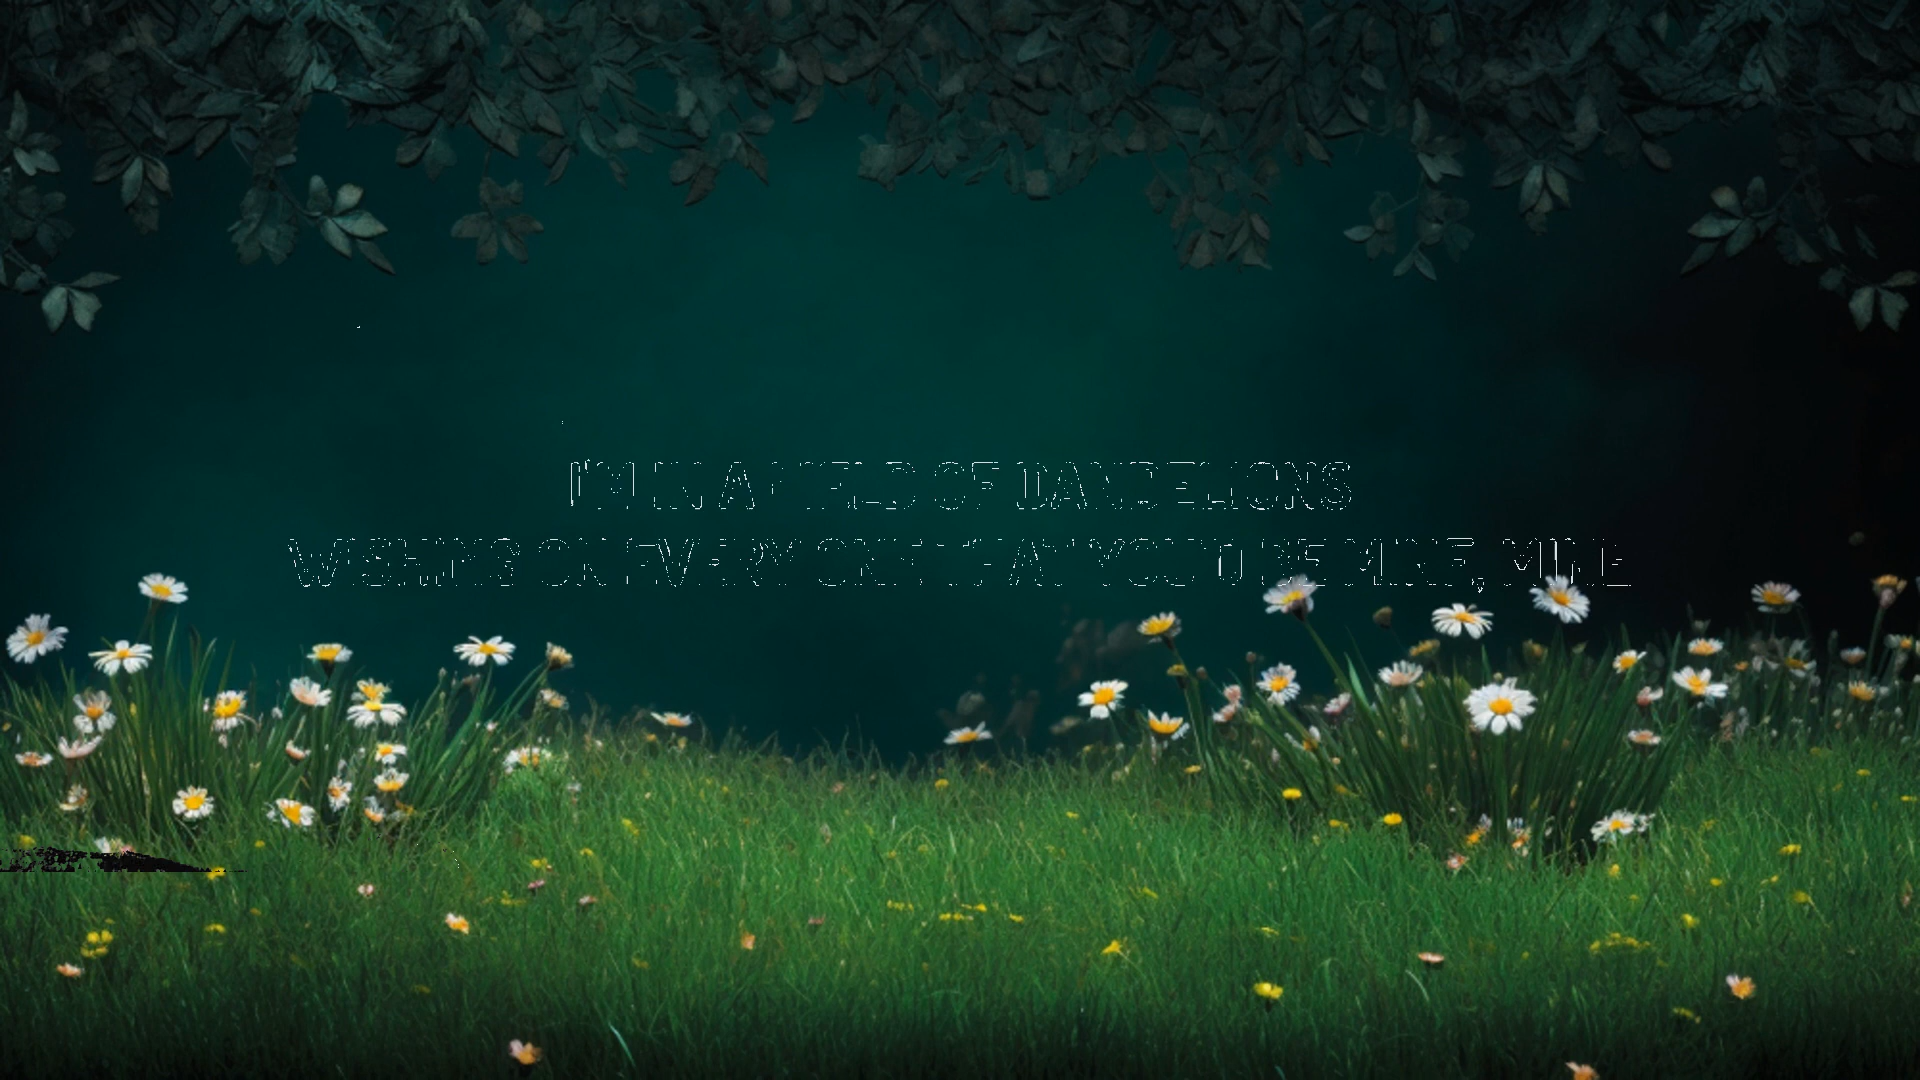 I'M IN A FIELD OF DANDELIONS
WISHING ON EVERY ONE THAT YOU'D BE MINE, MINE